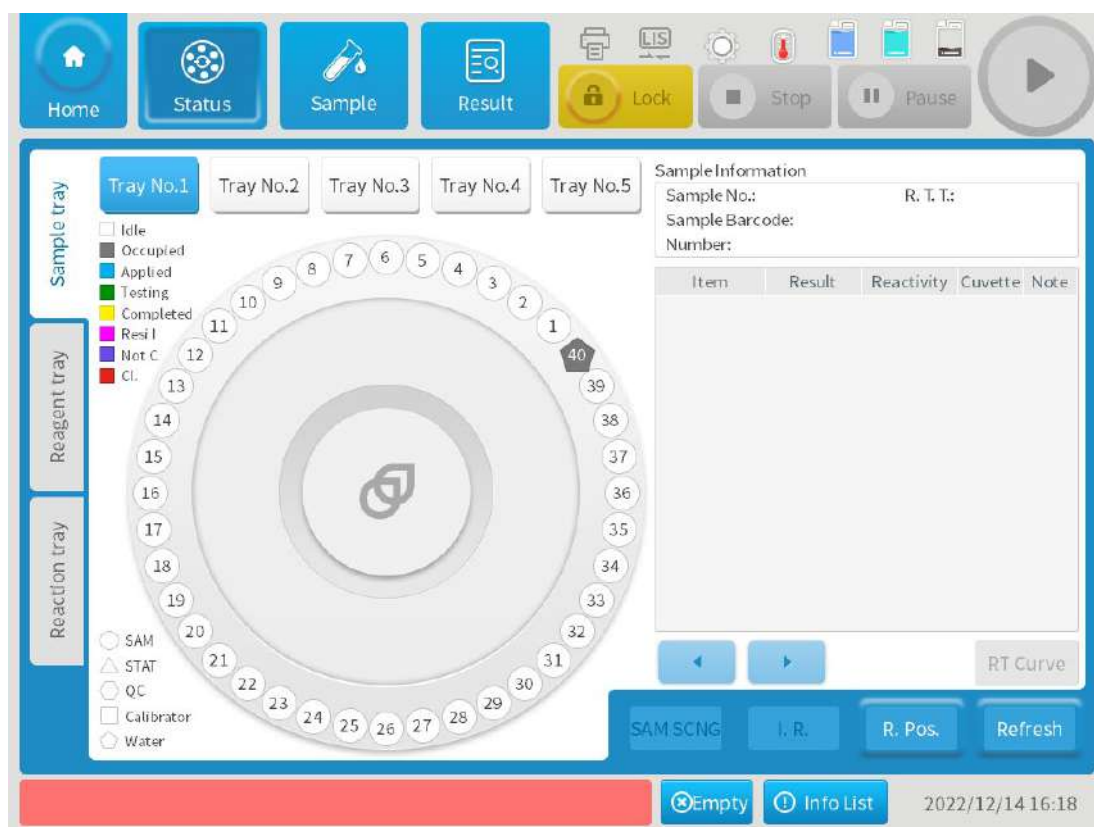 Home
Status
Sample
Result
LIS
Lock
Stop
Pause
Sample tray
Reagent tray
Reaction tray
Tray No.1
Tray No.2
Tray No.3
Tray No.4
Tray No.5
Idle
Occupied
Applied
Testing
Completed
Resi l
Not C
Cl.
1
2
3
4
5
6
7
8
9
10
11
12
13
14
15
16
17
18
19
20
21
22
23
24
25
26
27
28
29
30
31
32
33
34
35
36
37
38
39
40
SAM
STAT
QC
Calibrator
Water
Sample Information
Sample No.: R. T. T.:
Sample Barcode:
Number:
Item Result Reactivity Cuvette Note
RT Curve
SAM SCNG
I. R.
R. Pos.
Refresh
Empty
Info List
2022/12/14 16:18